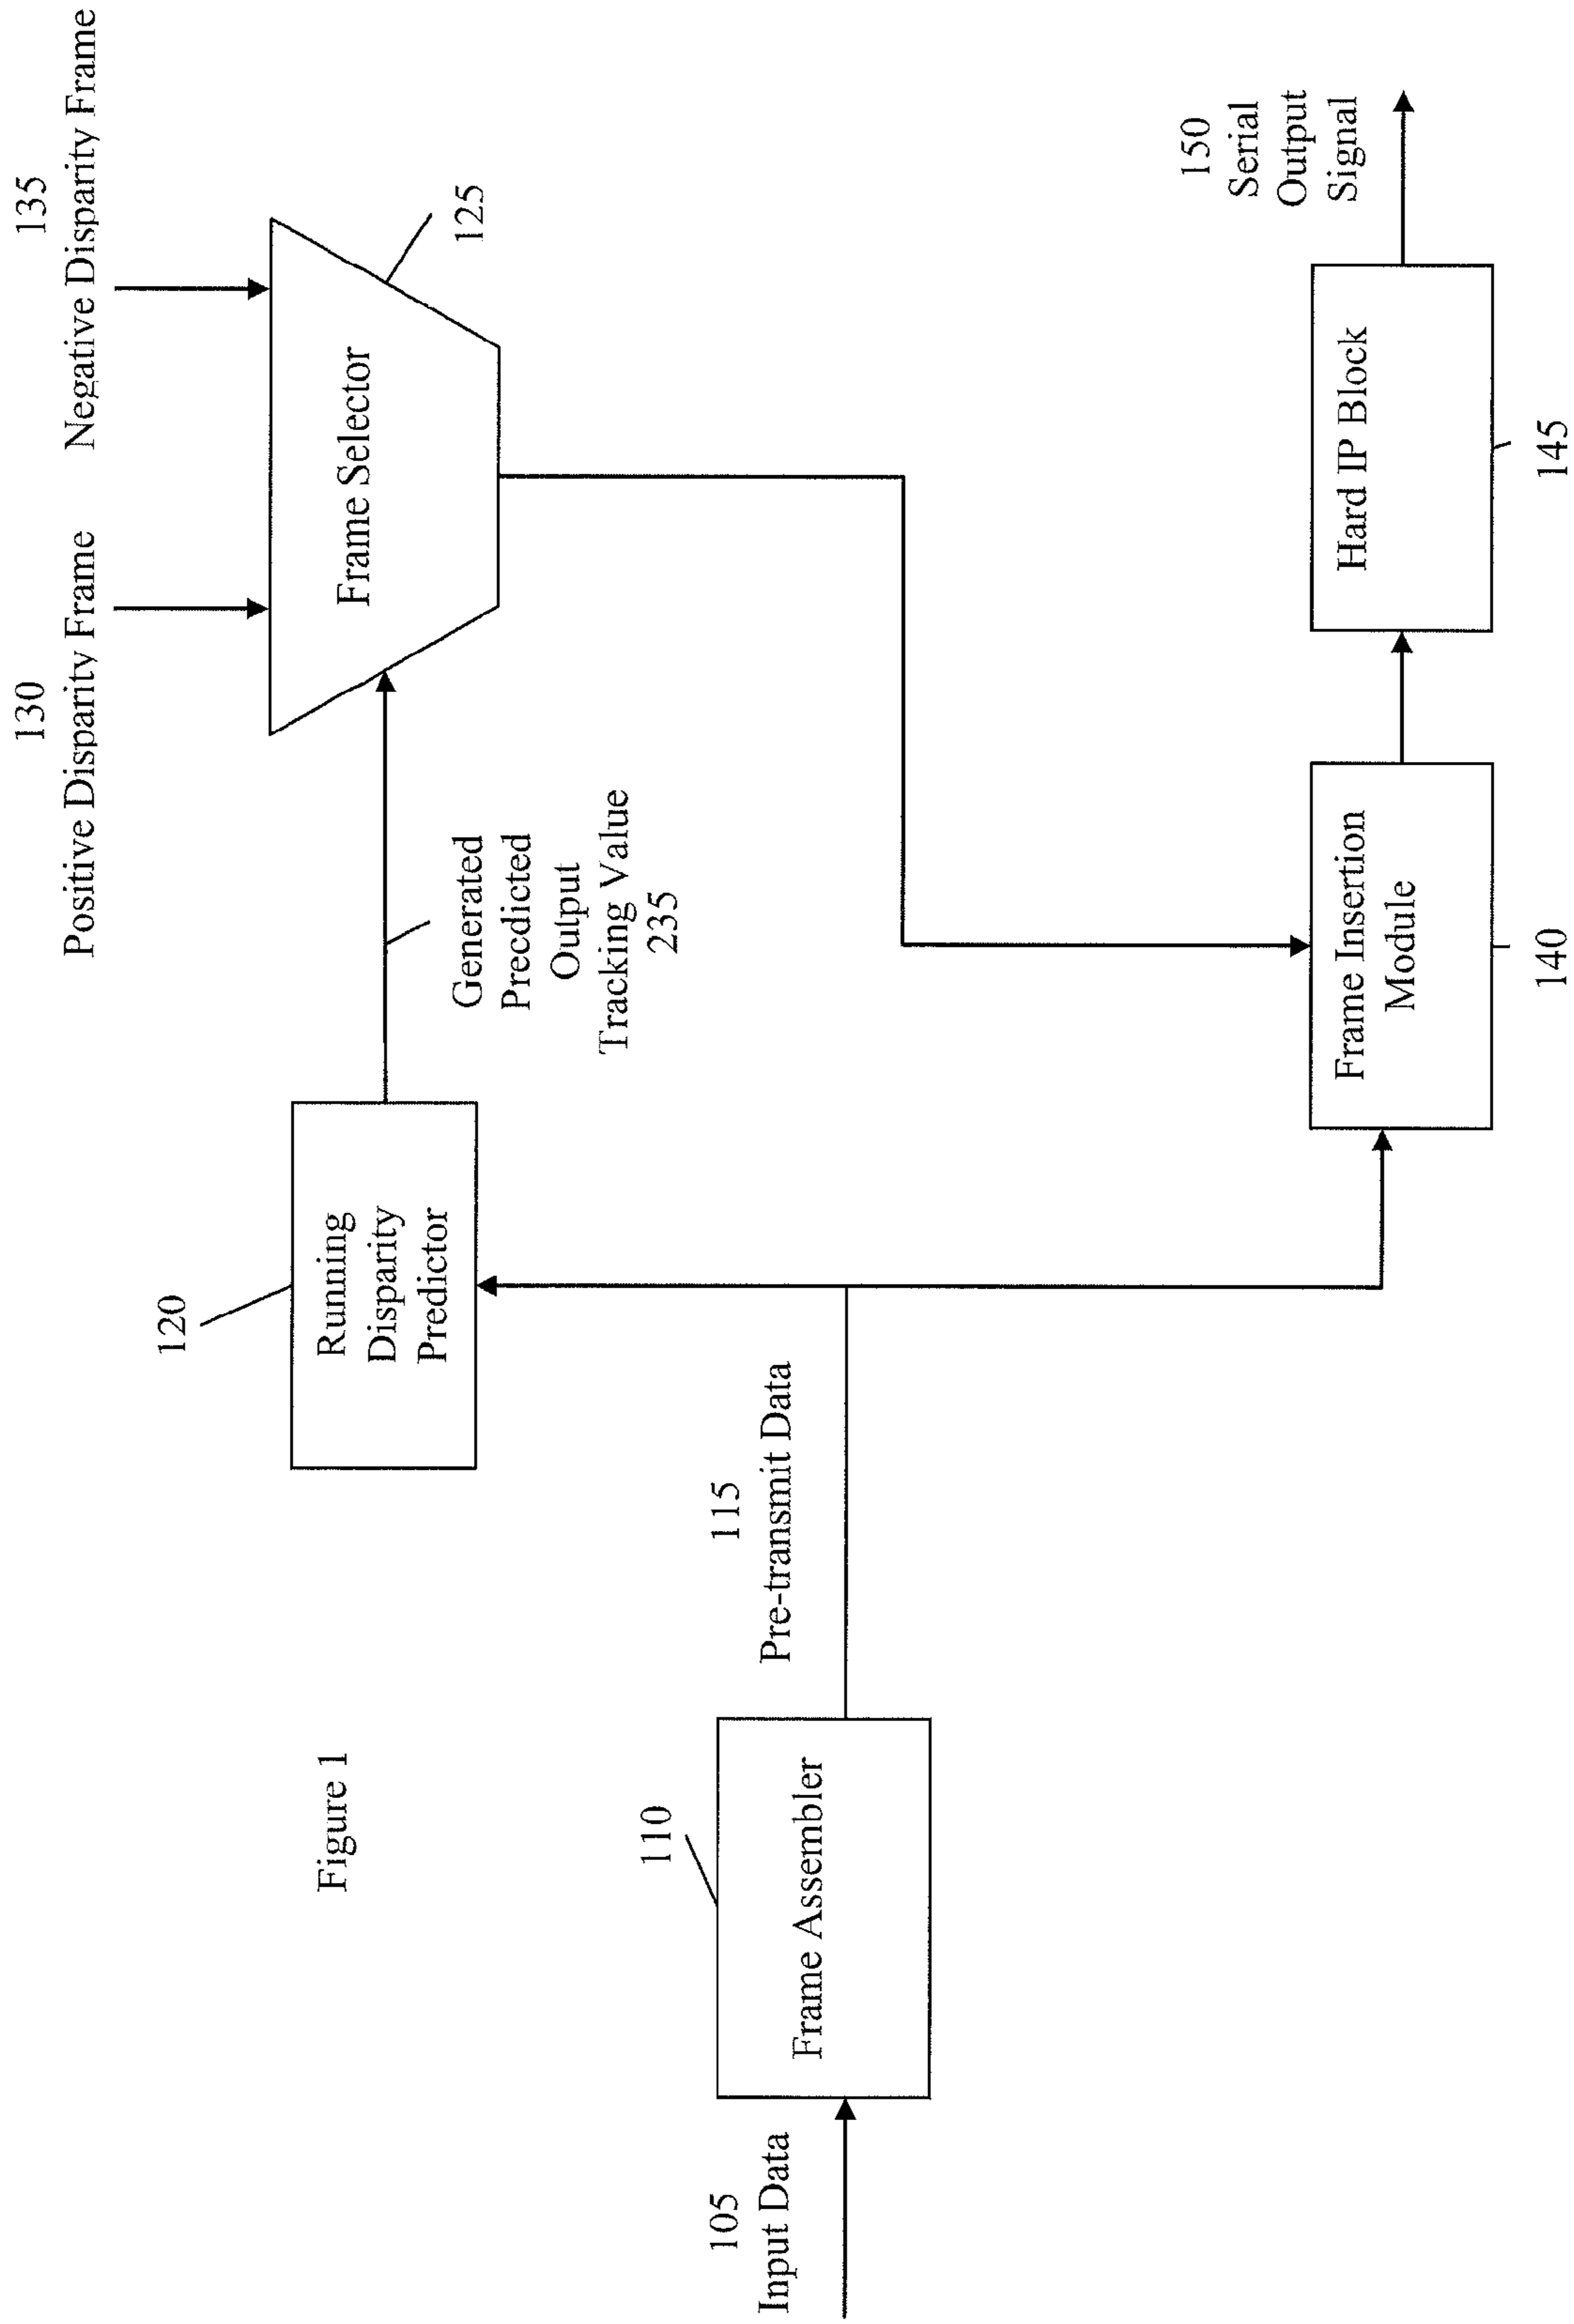 Figure 1
105
Input Data
110
Frame Assembler
115
Pre-transmit Data
120
Running
Disparity
Predictor
Generated
Predicted
Output
Tracking Value
235
130
Positive Disparity Frame
135
Negative Disparity Frame
Frame Selector
125
Frame Insertion
Module
140
Hard IP Block
145
150
Serial
Output
Signal